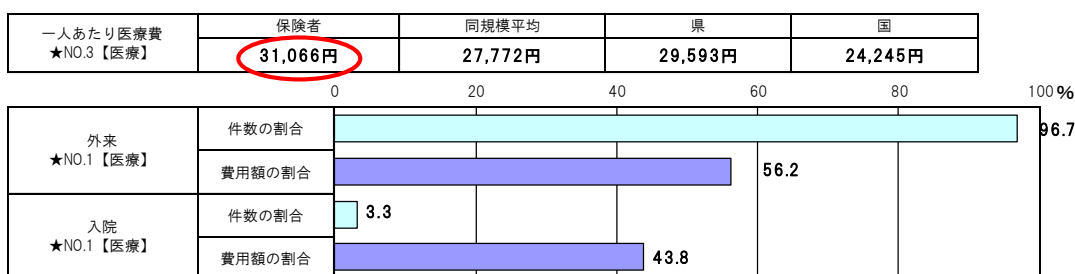 一人あたり医療費
★NO.3【医療】
保険者 同規模平均 県 国
31,066円 27,772円 29,593円 24,245円
0 20 40 60 80 100 %
外来
★NO.1【医療】
件数の割合 96.7
費用額の割合 56.2
入院
★NO.1【医療】
件数の割合 3.3
費用額の割合 43.8